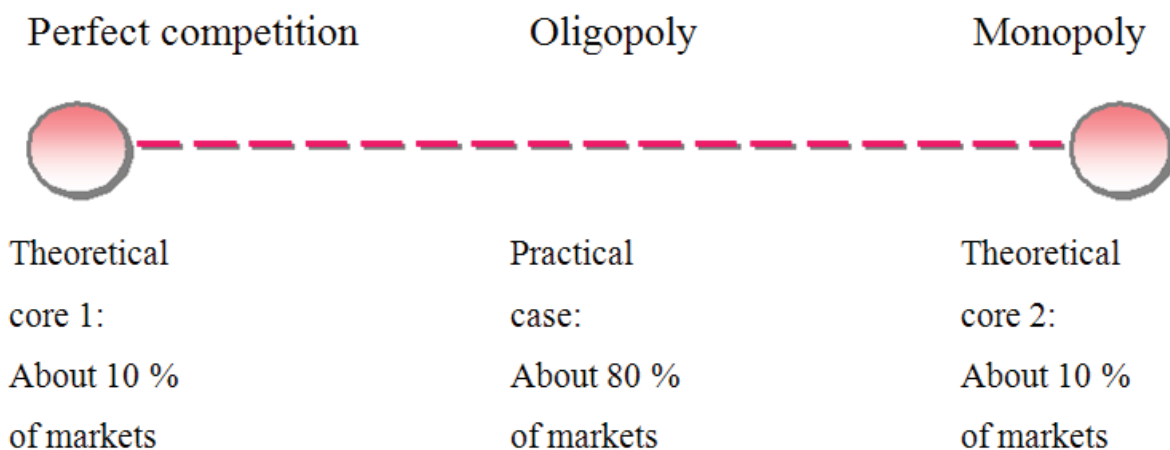 Perfect competition
Oligopoly
Monopoly
Theoretical
core 1:
About 10 %
of markets
Practical
case:
About 80 %
of markets
Theoretical
core 2:
About 10 %
of markets